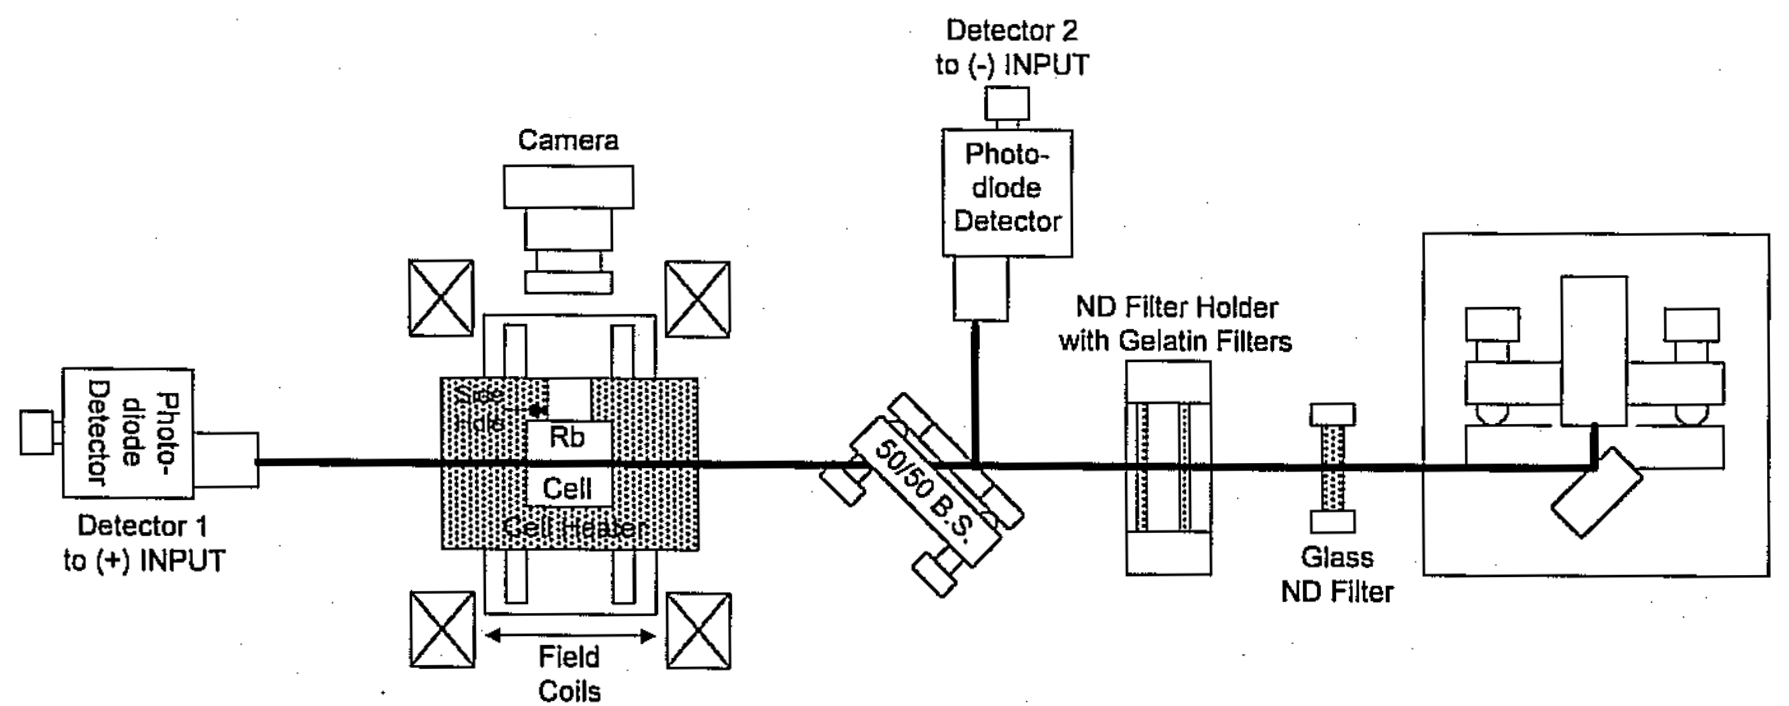 Detector 2
to (-) INPUT
Camera
Photo-
diode
Detector
ND Filter Holder
with Gelatin Filters
Photo-
diode
Detector
Side
Hole
Rb
Cell
Cell Heater
50/50 B.S.
Detector 1
to (+) INPUT
Glass
ND Filter
Field
Coils